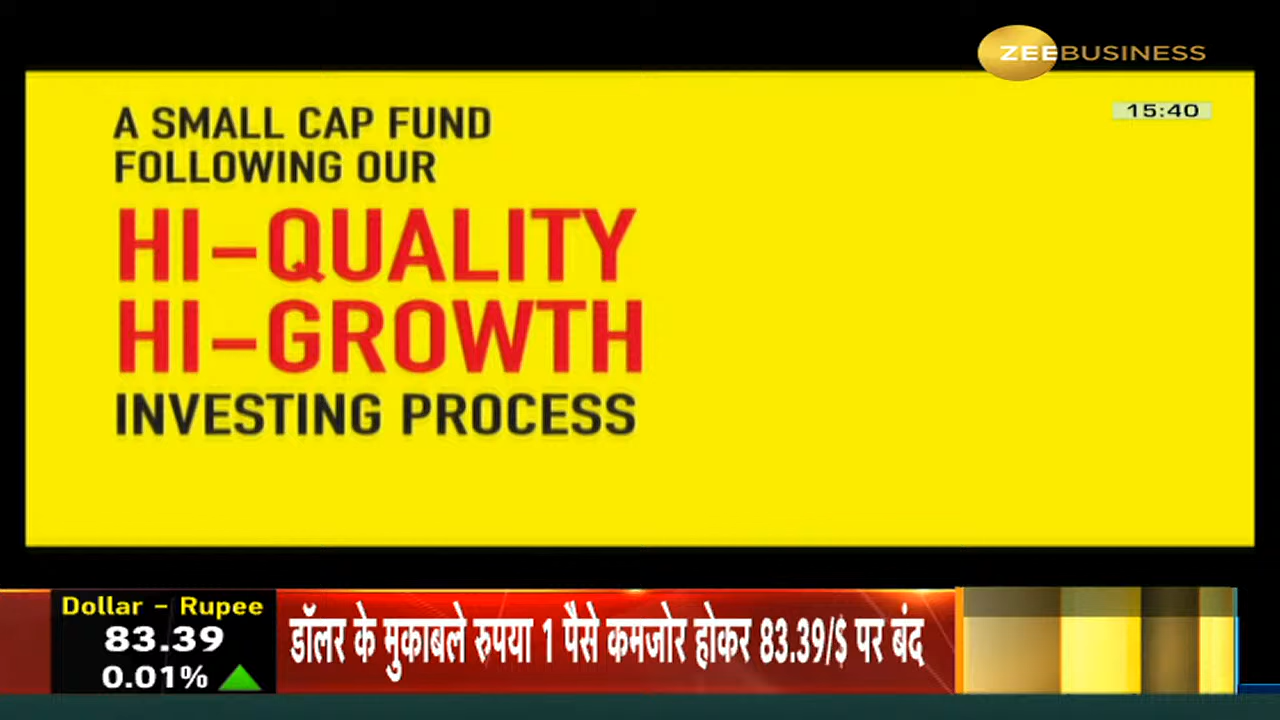 ZEEBUSINESS
15:40
A SMALL CAP FUND
FOLLOWING OUR
HI-QUALITY
HI-GROWTH
INVESTING PROCESS
Dollar - Rupee
83.39
0.01%
डॉलर के मुकाबले रुपया 1 पैसे कमजोर होकर 83.39/$ पर बंद